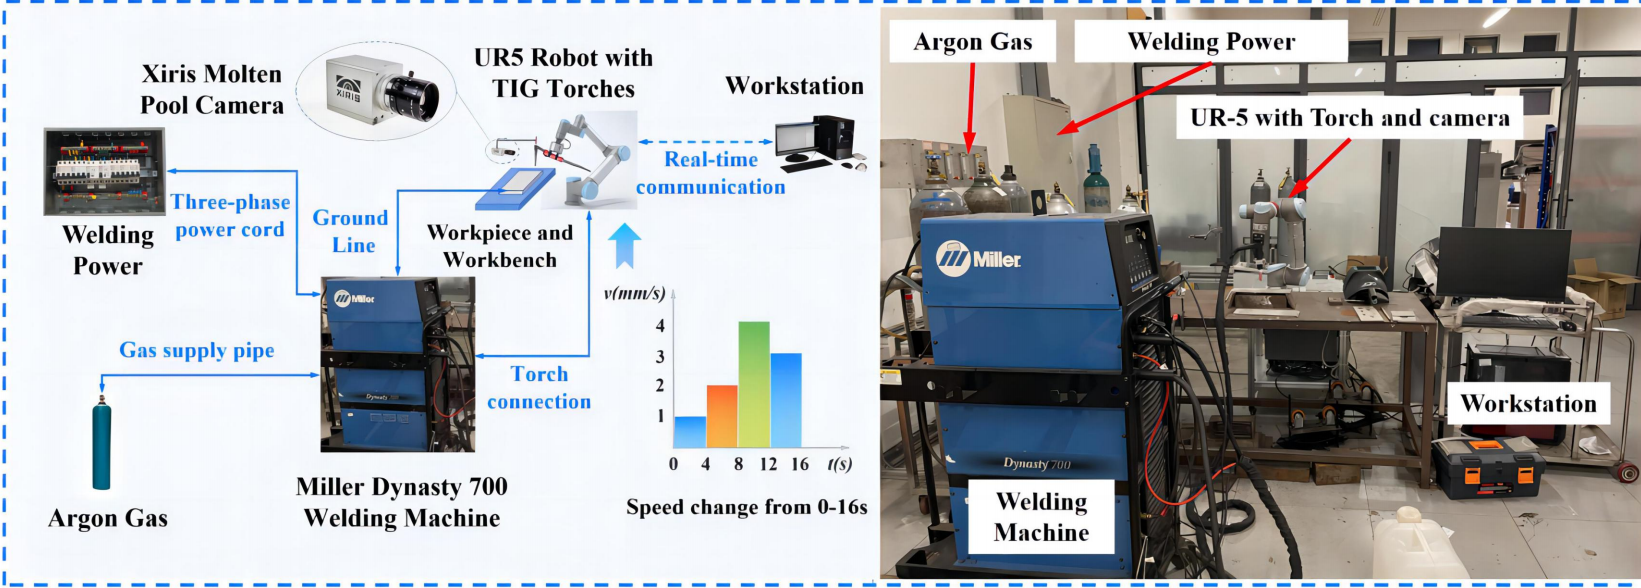 Xiris Molten
Pool Camera
XIRIS
UR5 Robot with
TIG Torches
Workstation
Real-time
communication
Three-phase
power cord
Welding
Power
Ground
Line
Workpiece and
Workbench
Miller
Dynasty 700
Gas supply pipe
Torch
connection
Argon Gas
Miller Dynasty 700
Welding Machine
v(mm/s)
4
3
2
1
0 4 8 12 16 t(s)
Speed change from 0-16s
Argon Gas
Welding Power
UR-5 with Torch and camera
Miller
Dynasty 700
Welding
Machine
Workstation